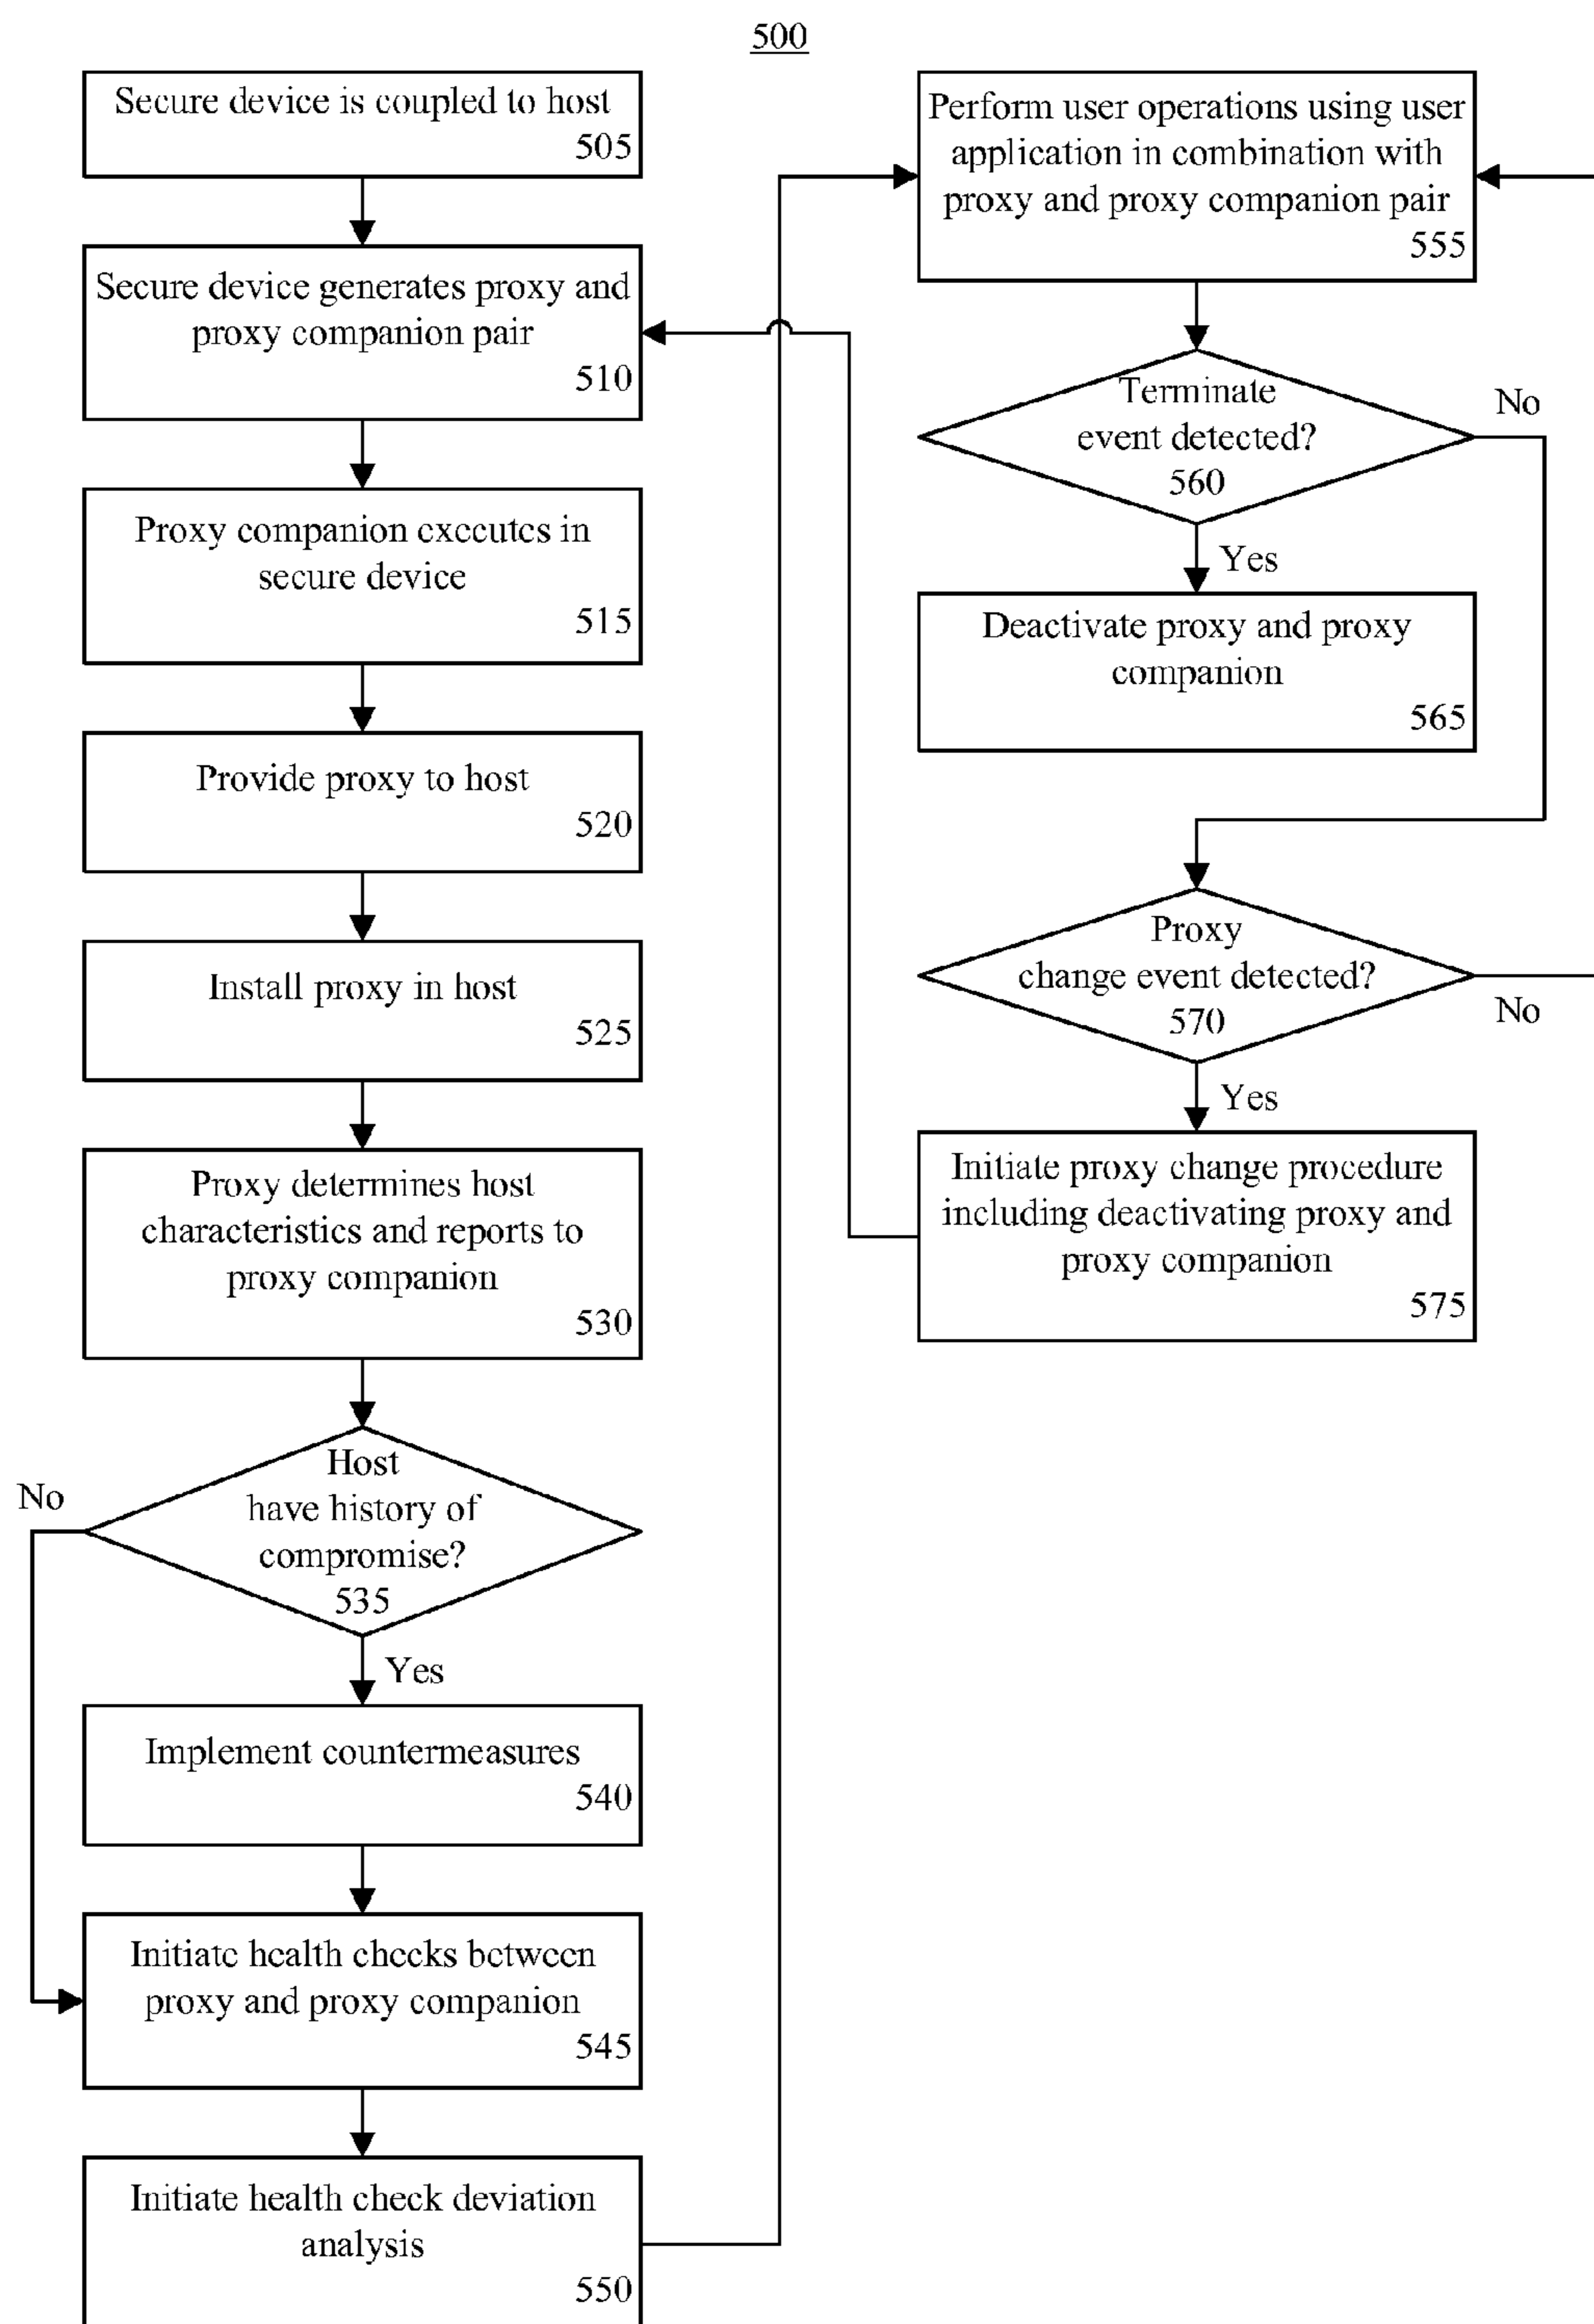 500
Secure device is coupled to host
505
Secure device generates proxy and
proxy companion pair
510
Proxy companion executes in
secure device
515
Provide proxy to host
520
Install proxy in host
525
Proxy determines host
characteristics and reports to
proxy companion
530
Host
have history of
compromise?
535
No
Yes
Implement countermeasures
540
Initiate health checks between
proxy and proxy companion
545
Initiate health check deviation
analysis
550
Perform user operations using user
application in combination with
proxy and proxy companion pair
555
Terminate
event detected?
560
No
Yes
Deactivate proxy and proxy
companion
565
Proxy
change event detected?
570
No
Yes
Initiate proxy change procedure
including deactivating proxy and
proxy companion
575